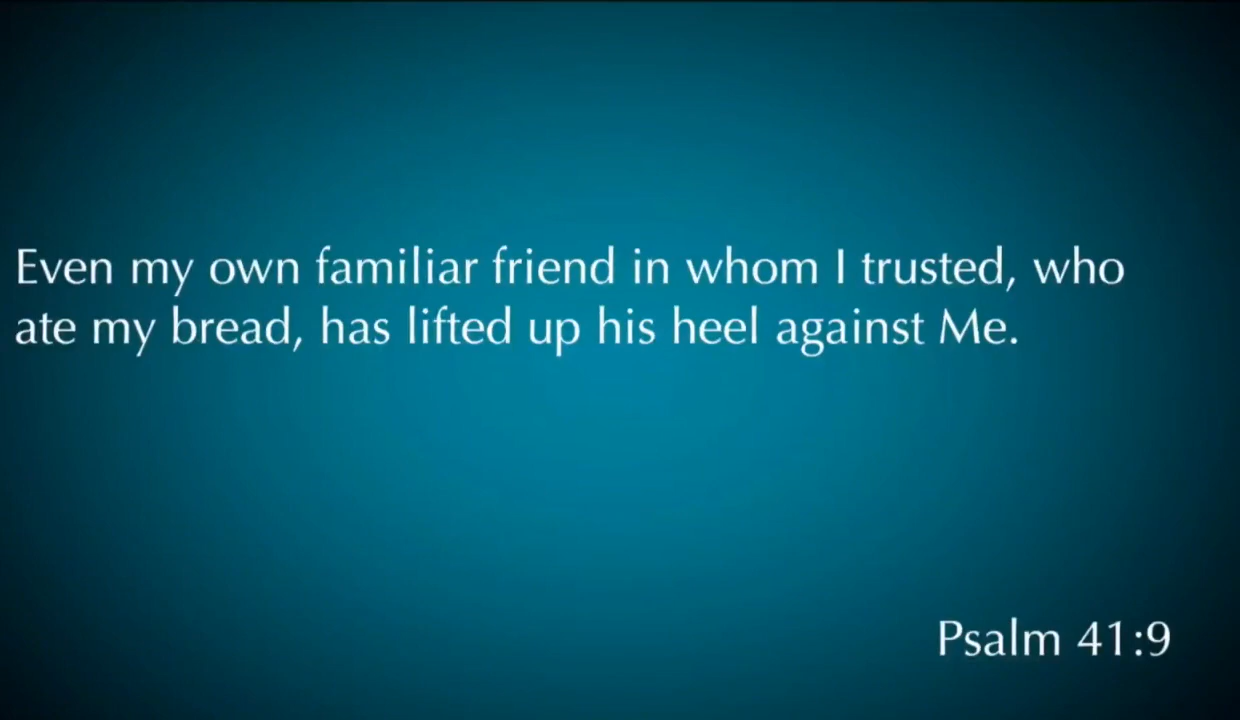 Even my own familiar friend in whom I trusted, who
ate my bread, has lifted up his heel against Me.
Psalm 41:9